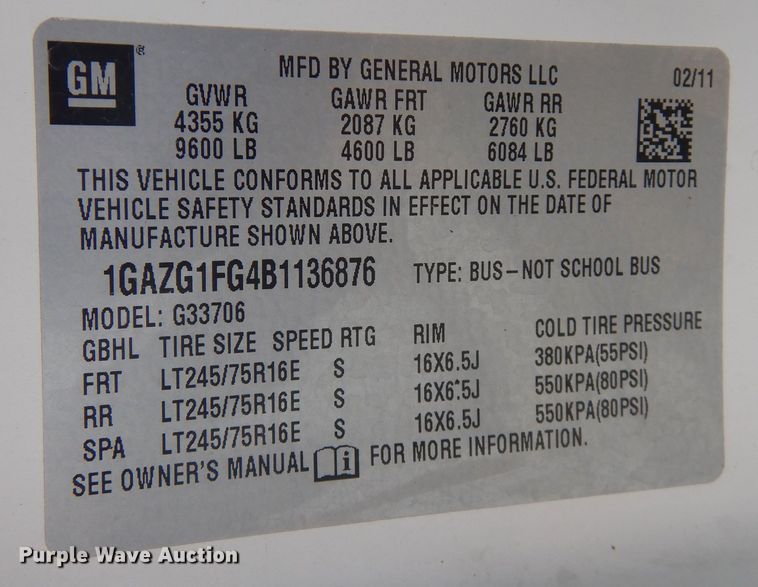 GM ®
MFD BY GENERAL MOTORS LLC 02/11
GVWR GAWR FRT GAWR RR
4355 KG 2087 KG 2760 KG
9600 LB 4600 LB 6084 LB
THIS VEHICLE CONFORMS TO ALL APPLICABLE U.S. FEDERAL MOTOR
VEHICLE SAFETY STANDARDS IN EFFECT ON THE DATE OF
MANUFACTURE SHOWN ABOVE.
1GAZG1FG4B1136876 TYPE: BUS–NOT SCHOOL BUS
MODEL: G33706
GBHL TIRE SIZE SPEED RTG RIM COLD TIRE PRESSURE
FRT LT245/75R16E S 16X6.5J 380KPA(55PSI)
RR LT245/75R16E S 16X6.5J 550KPA(80PSI)
SPA LT245/75R16E S 16X6.5J 550KPA(80PSI)
SEE OWNER'S MANUAL i FOR MORE INFORMATION.
Purple Wave Auction